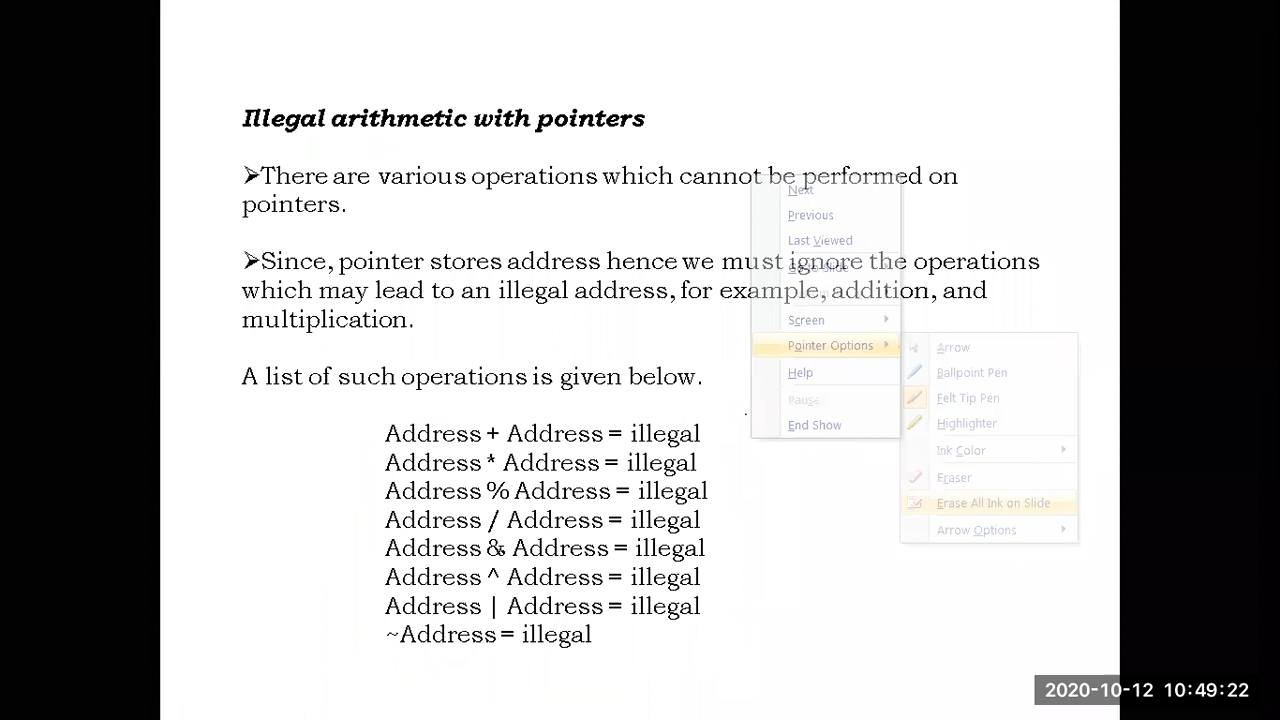 Illegal arithmetic with pointers
➢There are various operations which cannot be performed on
pointers.
➢Since, pointer stores address hence we must ignore the operations
which may lead to an illegal address, for example, addition, and
multiplication.
A list of such operations is given below.
Address + Address = illegal
Address * Address = illegal
Address % Address = illegal
Address / Address = illegal
Address & Address = illegal
Address ^ Address = illegal
Address | Address = illegal
~Address = illegal
Next
Previous
Last Viewed
Go to Slide
Screen
Pointer Options
Help
Pause
End Show
Arrow
Ballpoint Pen
Felt Tip Pen
Highlighter
Ink Color
Eraser
Erase All Ink on Slide
Arrow Options
2020-10-12 10:49:22